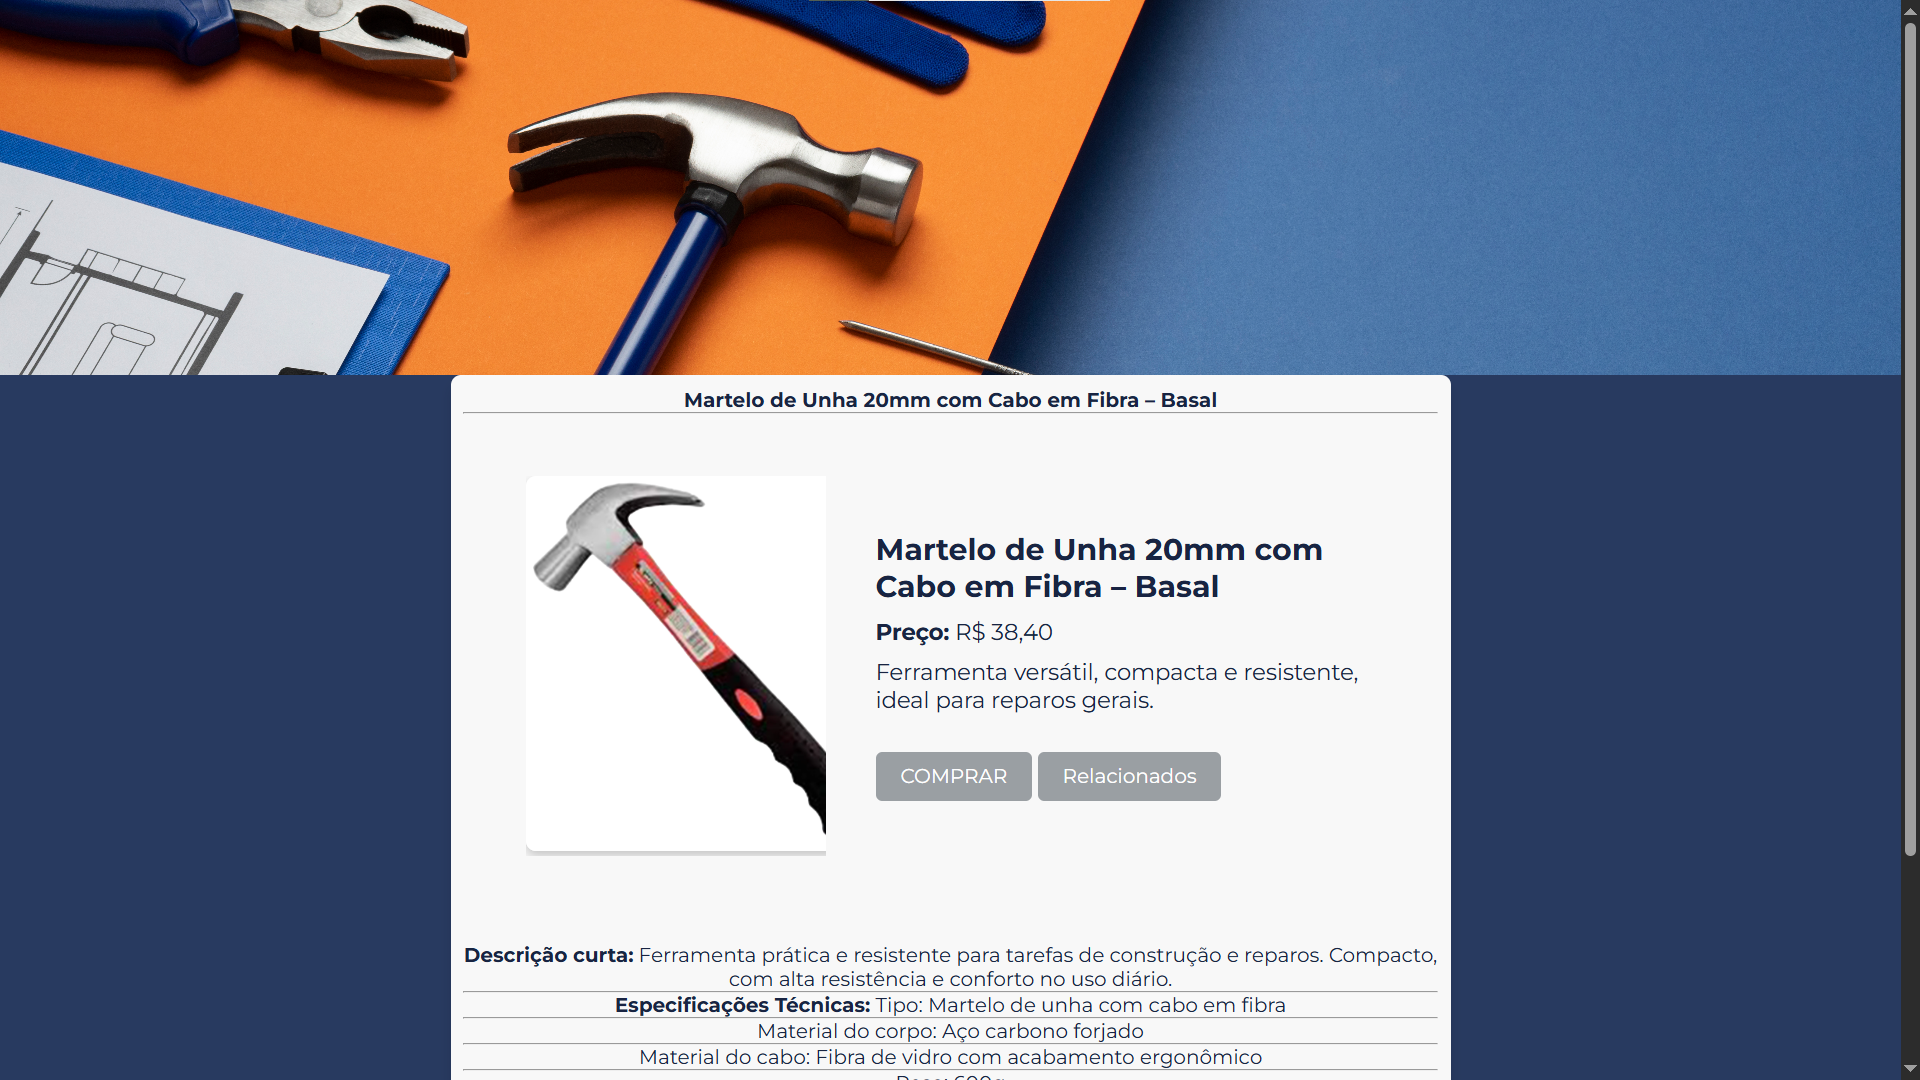 Martelo de Unha 20mm com Cabo em Fibra – Basal
Martelo de Unha 20mm com
Cabo em Fibra – Basal
Preço: R$ 38,40
Ferramenta versátil, compacta e resistente,
ideal para reparos gerais.
COMPRAR
Relacionados
Descrição curta: Ferramenta prática e resistente para tarefas de construção e reparos. Compacto,
com alta resistência e conforto no uso diário.
Especificações Técnicas: Tipo: Martelo de unha com cabo em fibra
Material do corpo: Aço carbono forjado
Material do cabo: Fibra de vidro com acabamento ergonômico